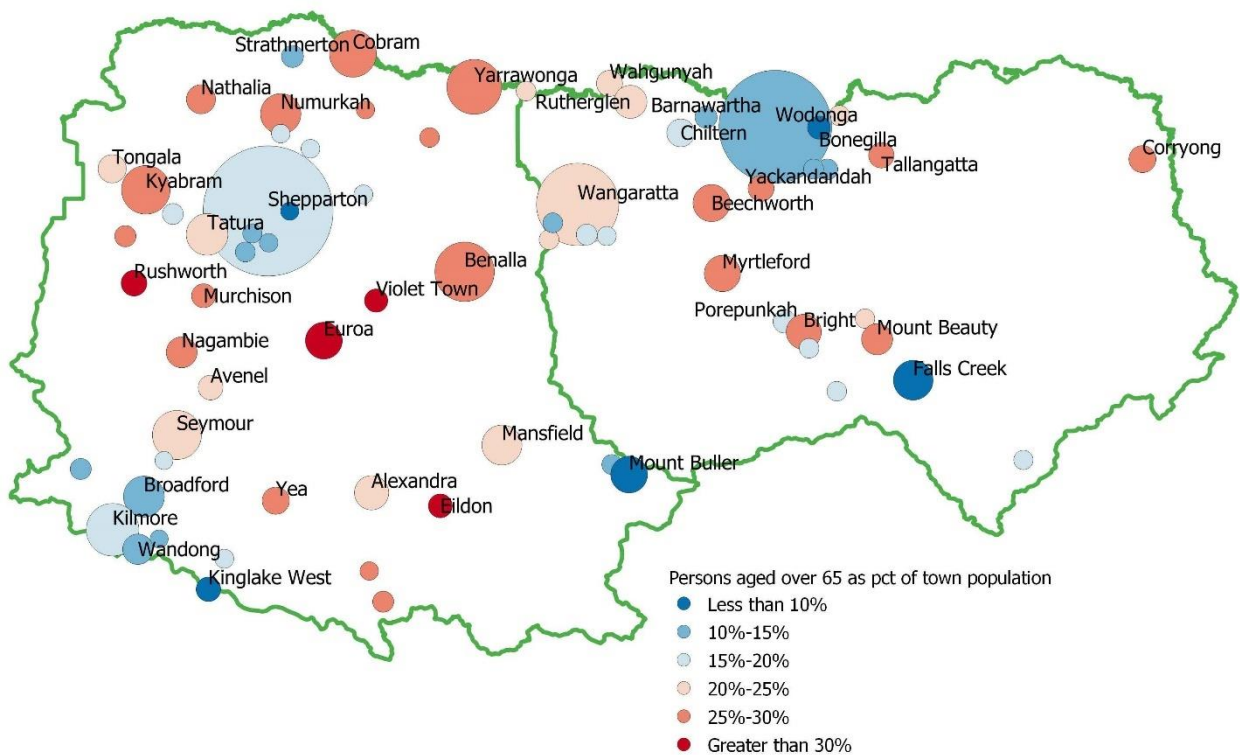 Strathmerton
Cobram
Nathalia
Numurkah
Yarrawonga
Wahgunyah
Rutherglen
Barnawartha
Chiltern
Wodonga
Bonegilla
Tallangatta
Corryong
Tongala
Kyabram
Shepparton
Tatura
Wangaratta
Yackandandah
Beechworth
Rushworth
Murchison
Benalla
Violet Town
Euroa
Myrtleford
Porepunkah
Bright
Mount Beauty
Falls Creek
Nagambie
Avenel
Seymour
Mansfield
Mount Buller
Broadford
Yea
Alexandra
Eildon
Kilmore
Wandong
Kinglake West
Persons aged over 65 as pct of town population
Less than 10%
10%-15%
15%-20%
20%-25%
25%-30%
Greater than 30%